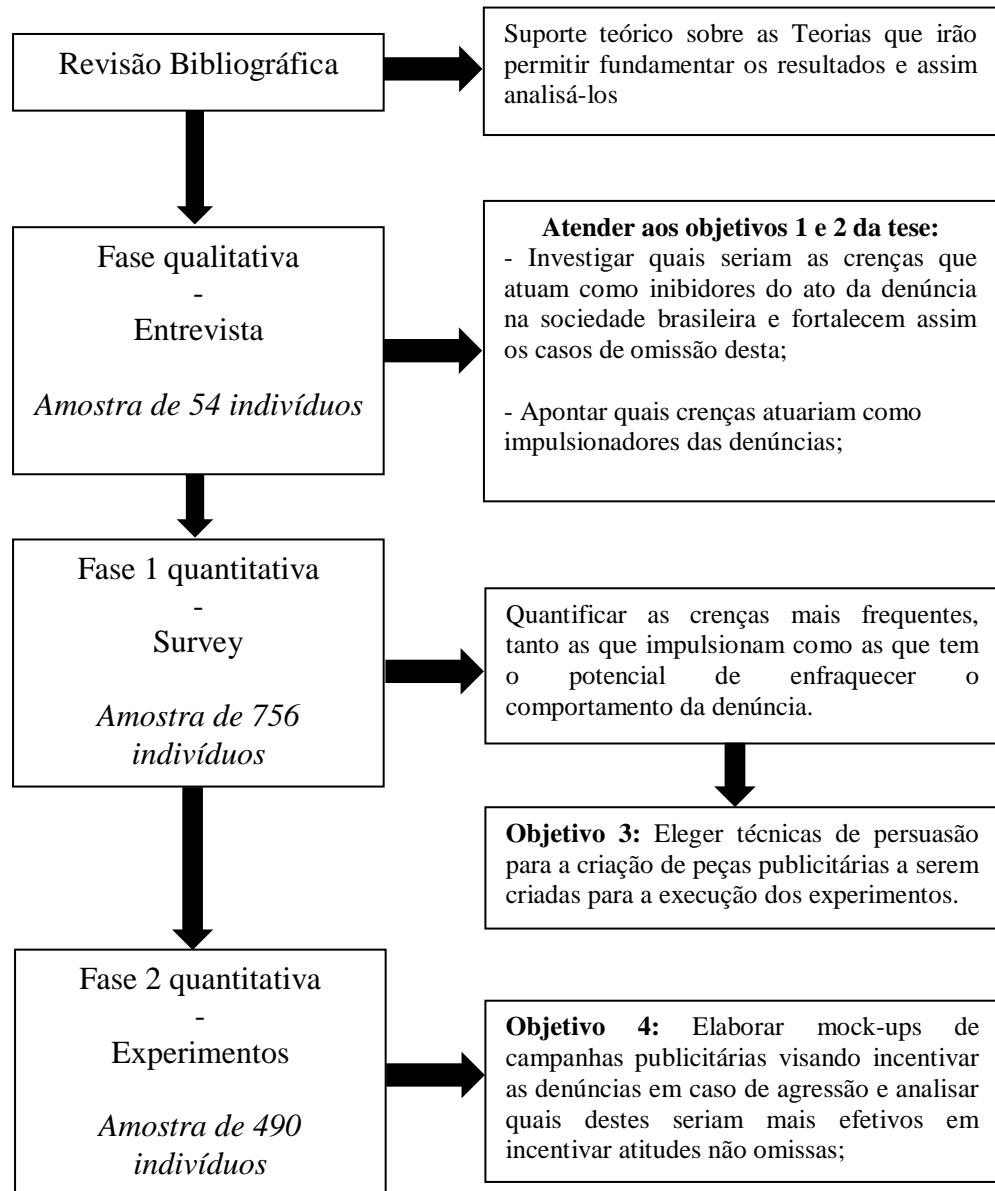 Revisão Bibliográfica
Suporte teórico sobre as Teorias que irão
permitir fundamentar os resultados e assim
analisá-los
Fase qualitativa
-
Entrevista
Amostra de 54 indivíduos
Atender aos objetivos 1 e 2 da tese:
- Investigar quais seriam as crenças que
atuam como inibidores do ato da denúncia
na sociedade brasileira e fortalecem assim
os casos de omissão desta;
- Apontar quais crenças atuariam como
impulsionadores das denúncias;
Fase 1 quantitativa
-
Survey
Amostra de 756
indivíduos
Quantificar as crenças mais frequentes,
tanto as que impulsionam como as que tem
o potencial de enfraquecer o
comportamento da denúncia.
Objetivo 3: Eleger técnicas de persuasão
para a criação de peças publicitárias a serem
criadas para a execução dos experimentos.
Fase 2 quantitativa
-
Experimentos
Amostra de 490
indivíduos
Objetivo 4: Elaborar mock-ups de
campanhas publicitárias visando incentivar
as denúncias em caso de agressão e analisar
quais destes seriam mais efetivos em
incentivar atitudes não omissas;